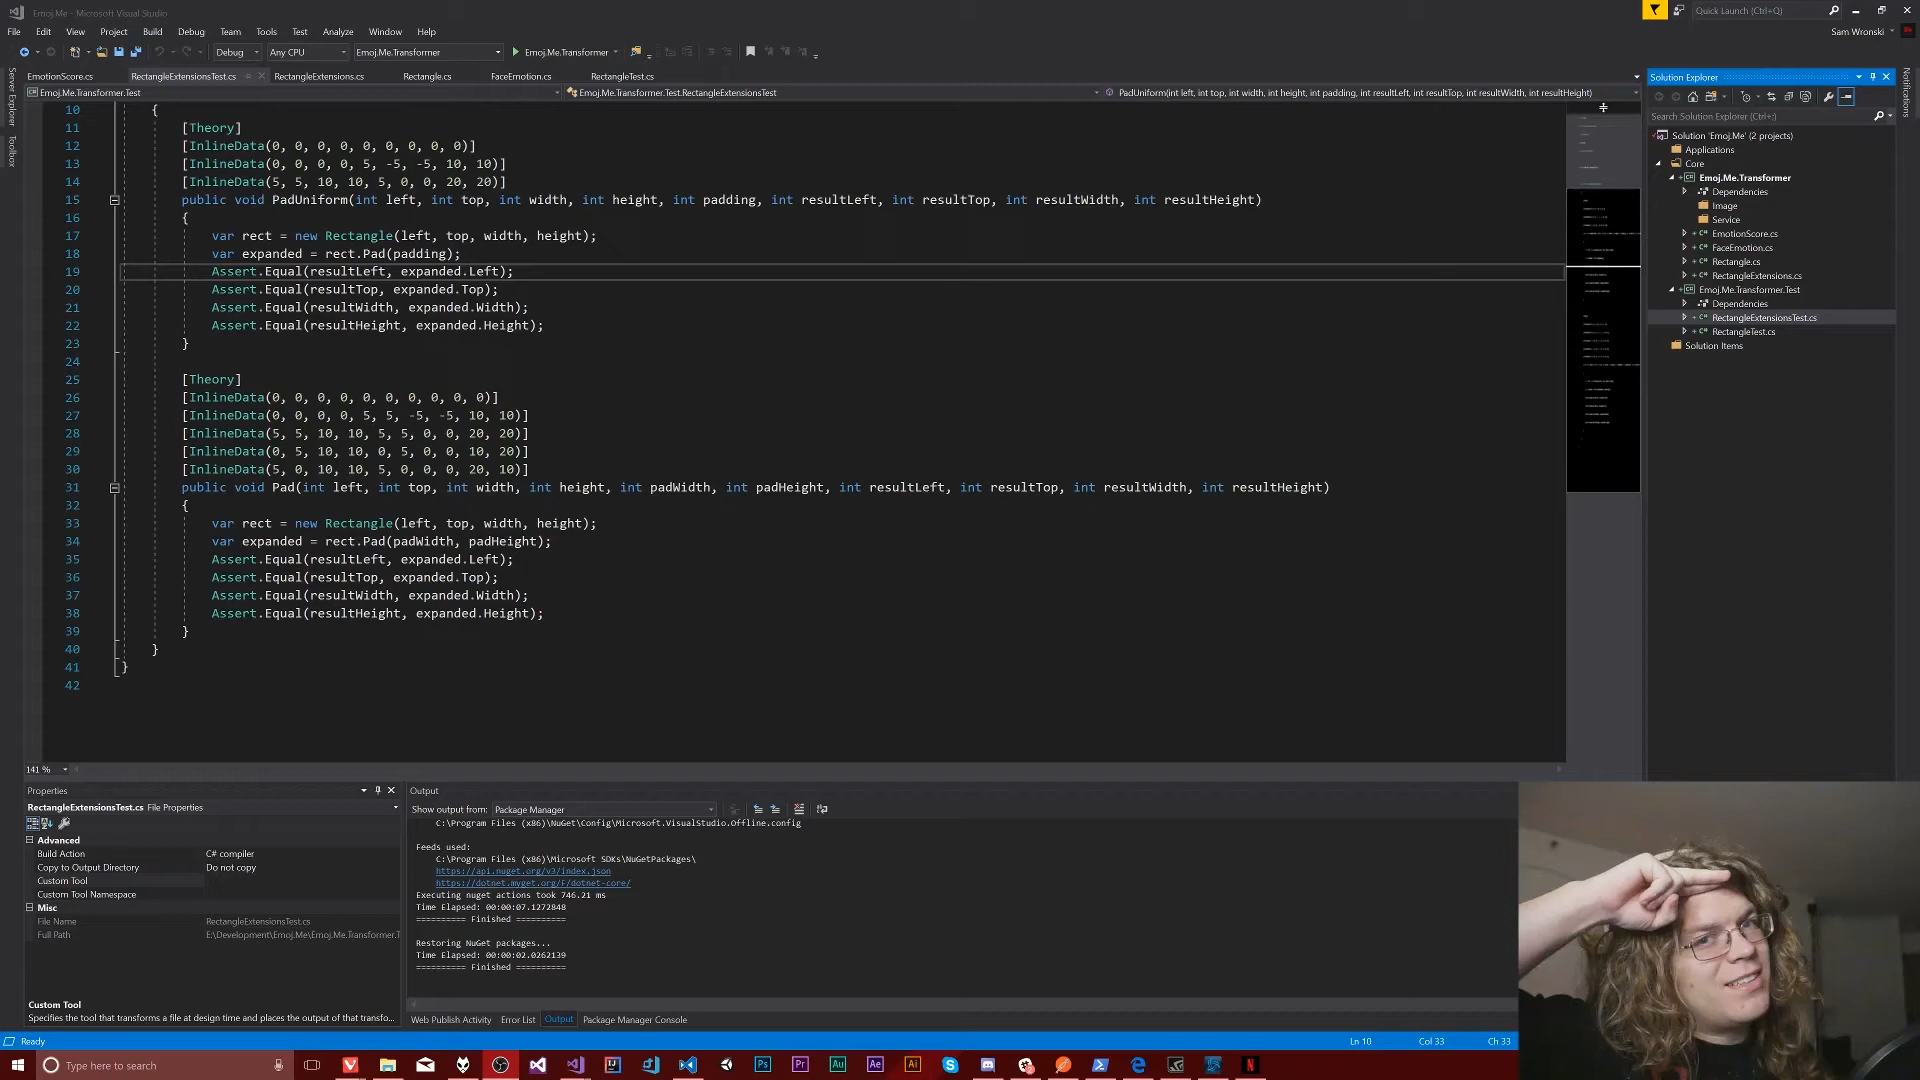 Emoj.Me - Microsoft Visual Studio
Quick Launch (Ctrl+Q)
File Edit View Project Build Debug Team Tools Test Analyze Window Help
Sam Wronski
Debug Any CPU Emoj.Me.Transformer Emoj.Me.Transformer
EmotionScore.cs RectangleExtensionsTest.cs RectangleExtensions.cs Rectangle.cs FaceEmotion.cs RectangleTest.cs
Emoj.Me.Transformer.Test Emoj.Me.Transformer.Test.RectangleExtensionsTest PadUniform(int left, int top, int width, int height, int padding, int resultLeft, int resultTop, int resultWidth, int resultHeight)
Server Explorer
Toolbox
10 {
11 [Theory]
12 [InlineData(0, 0, 0, 0, 0, 0, 0, 0, 0)]
13 [InlineData(0, 0, 0, 0, 5, -5, -5, 10, 10)]
14 [InlineData(5, 5, 10, 10, 5, 0, 0, 20, 20)]
15 public void PadUniform(int left, int top, int width, int height, int padding, int resultLeft, int resultTop, int resultWidth, int resultHeight)
16 {
17 var rect = new Rectangle(left, top, width, height);
18 var expanded = rect.Pad(padding);
19 Assert.Equal(resultLeft, expanded.Left);
20 Assert.Equal(resultTop, expanded.Top);
21 Assert.Equal(resultWidth, expanded.Width);
22 Assert.Equal(resultHeight, expanded.Height);
23 }
24
25 [Theory]
26 [InlineData(0, 0, 0, 0, 0, 0, 0, 0, 0, 0)]
27 [InlineData(0, 0, 0, 0, 5, 5, -5, -5, 10, 10)]
28 [InlineData(5, 5, 10, 10, 5, 5, 0, 0, 20, 20)]
29 [InlineData(0, 5, 10, 10, 0, 5, 0, 0, 10, 20)]
30 [InlineData(5, 0, 10, 10, 5, 0, 0, 0, 20, 10)]
31 public void Pad(int left, int top, int width, int height, int padWidth, int padHeight, int resultLeft, int resultTop, int resultWidth, int resultHeight)
32 {
33 var rect = new Rectangle(left, top, width, height);
34 var expanded = rect.Pad(padWidth, padHeight);
35 Assert.Equal(resultLeft, expanded.Left);
36 Assert.Equal(resultTop, expanded.Top);
37 Assert.Equal(resultWidth, expanded.Width);
38 Assert.Equal(resultHeight, expanded.Height);
39 }
40 }
41 }
42
141 %
Solution Explorer
Notifications
Search Solution Explorer (Ctrl+;)
Solution 'Emoj.Me' (2 projects)
Applications
Core
Emoj.Me.Transformer
Dependencies
Image
Service
EmotionScore.cs
FaceEmotion.cs
Rectangle.cs
RectangleExtensions.cs
Emoj.Me.Transformer.Test
Dependencies
RectangleExtensionsTest.cs
RectangleTest.cs
Solution Items
Properties
RectangleExtensionsTest.cs File Properties
Advanced
Build Action C# compiler
Copy to Output Directory Do not copy
Custom Tool
Custom Tool Namespace
Misc
File Name RectangleExtensionsTest.cs
Full Path E:\Development\Emoj.Me\Emoj.Me.Transformer.T
Custom Tool
Specifies the tool that transforms a file at design time and places the output of that transfo...
Output
Show output from: Package Manager
C:\Program Files (x86)\NuGet\Config\Microsoft.VisualStudio.Offline.config
Feeds used:
C:\Program Files (x86)\Microsoft SDKs\NuGetPackages\
https://api.nuget.org/v3/index.json
https://dotnet.myget.org/F/dotnet-core/
Executing nuget actions took 746.21 ms
Time Elapsed: 00:00:07.1272848
========== Finished ==========
Restoring NuGet packages...
Time Elapsed: 00:00:02.0262139
========== Finished ==========
Web Publish Activity Error List Output Package Manager Console
Ready Ln 10 Col 33 Ch 33
Type here to search
Ps Pr Au Ae Ai